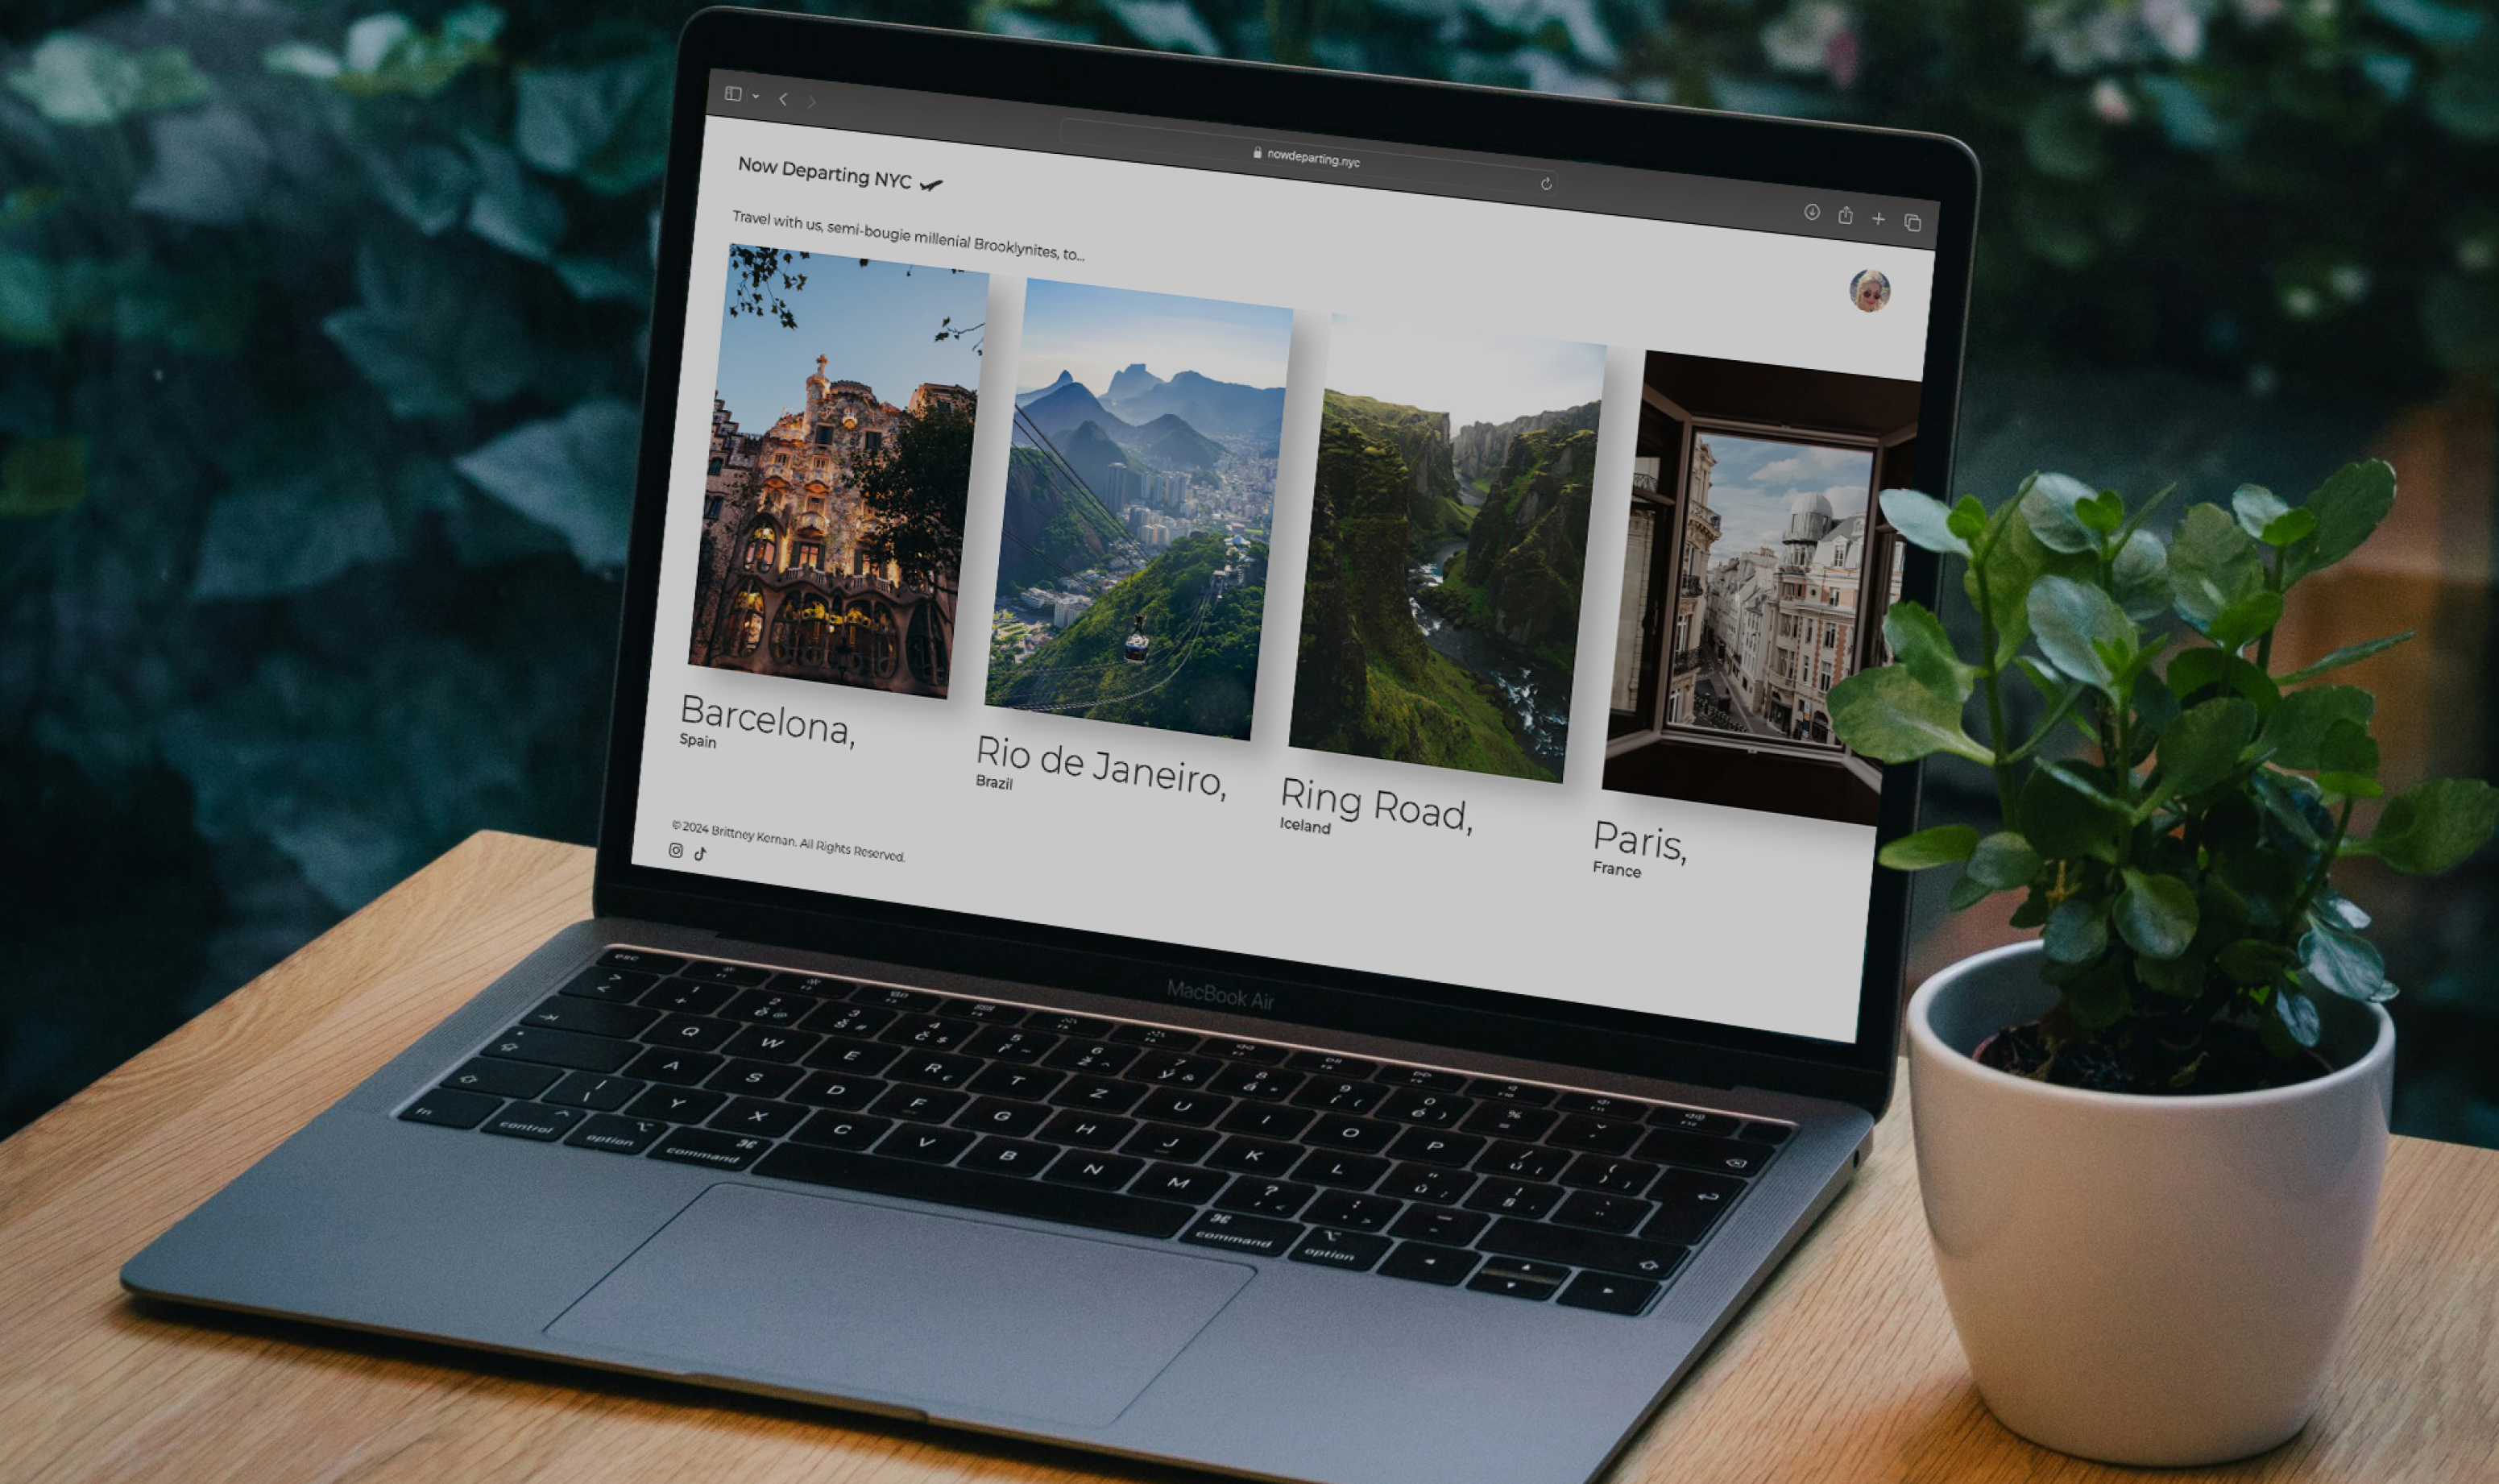 nowdeparting.nyc
Now Departing NYC
Travel with us, semi-bougie millenial Brooklynites, to...
Barcelona,
Spain
Rio de Janeiro,
Brazil
Ring Road,
Iceland
Paris,
France
© 2024 Brittney Kernan. All Rights Reserved.
MacBook Air
esc
Q W E R T Z U I O P
A S D F G H J K L
Y X C V B N M
fn control option command command option